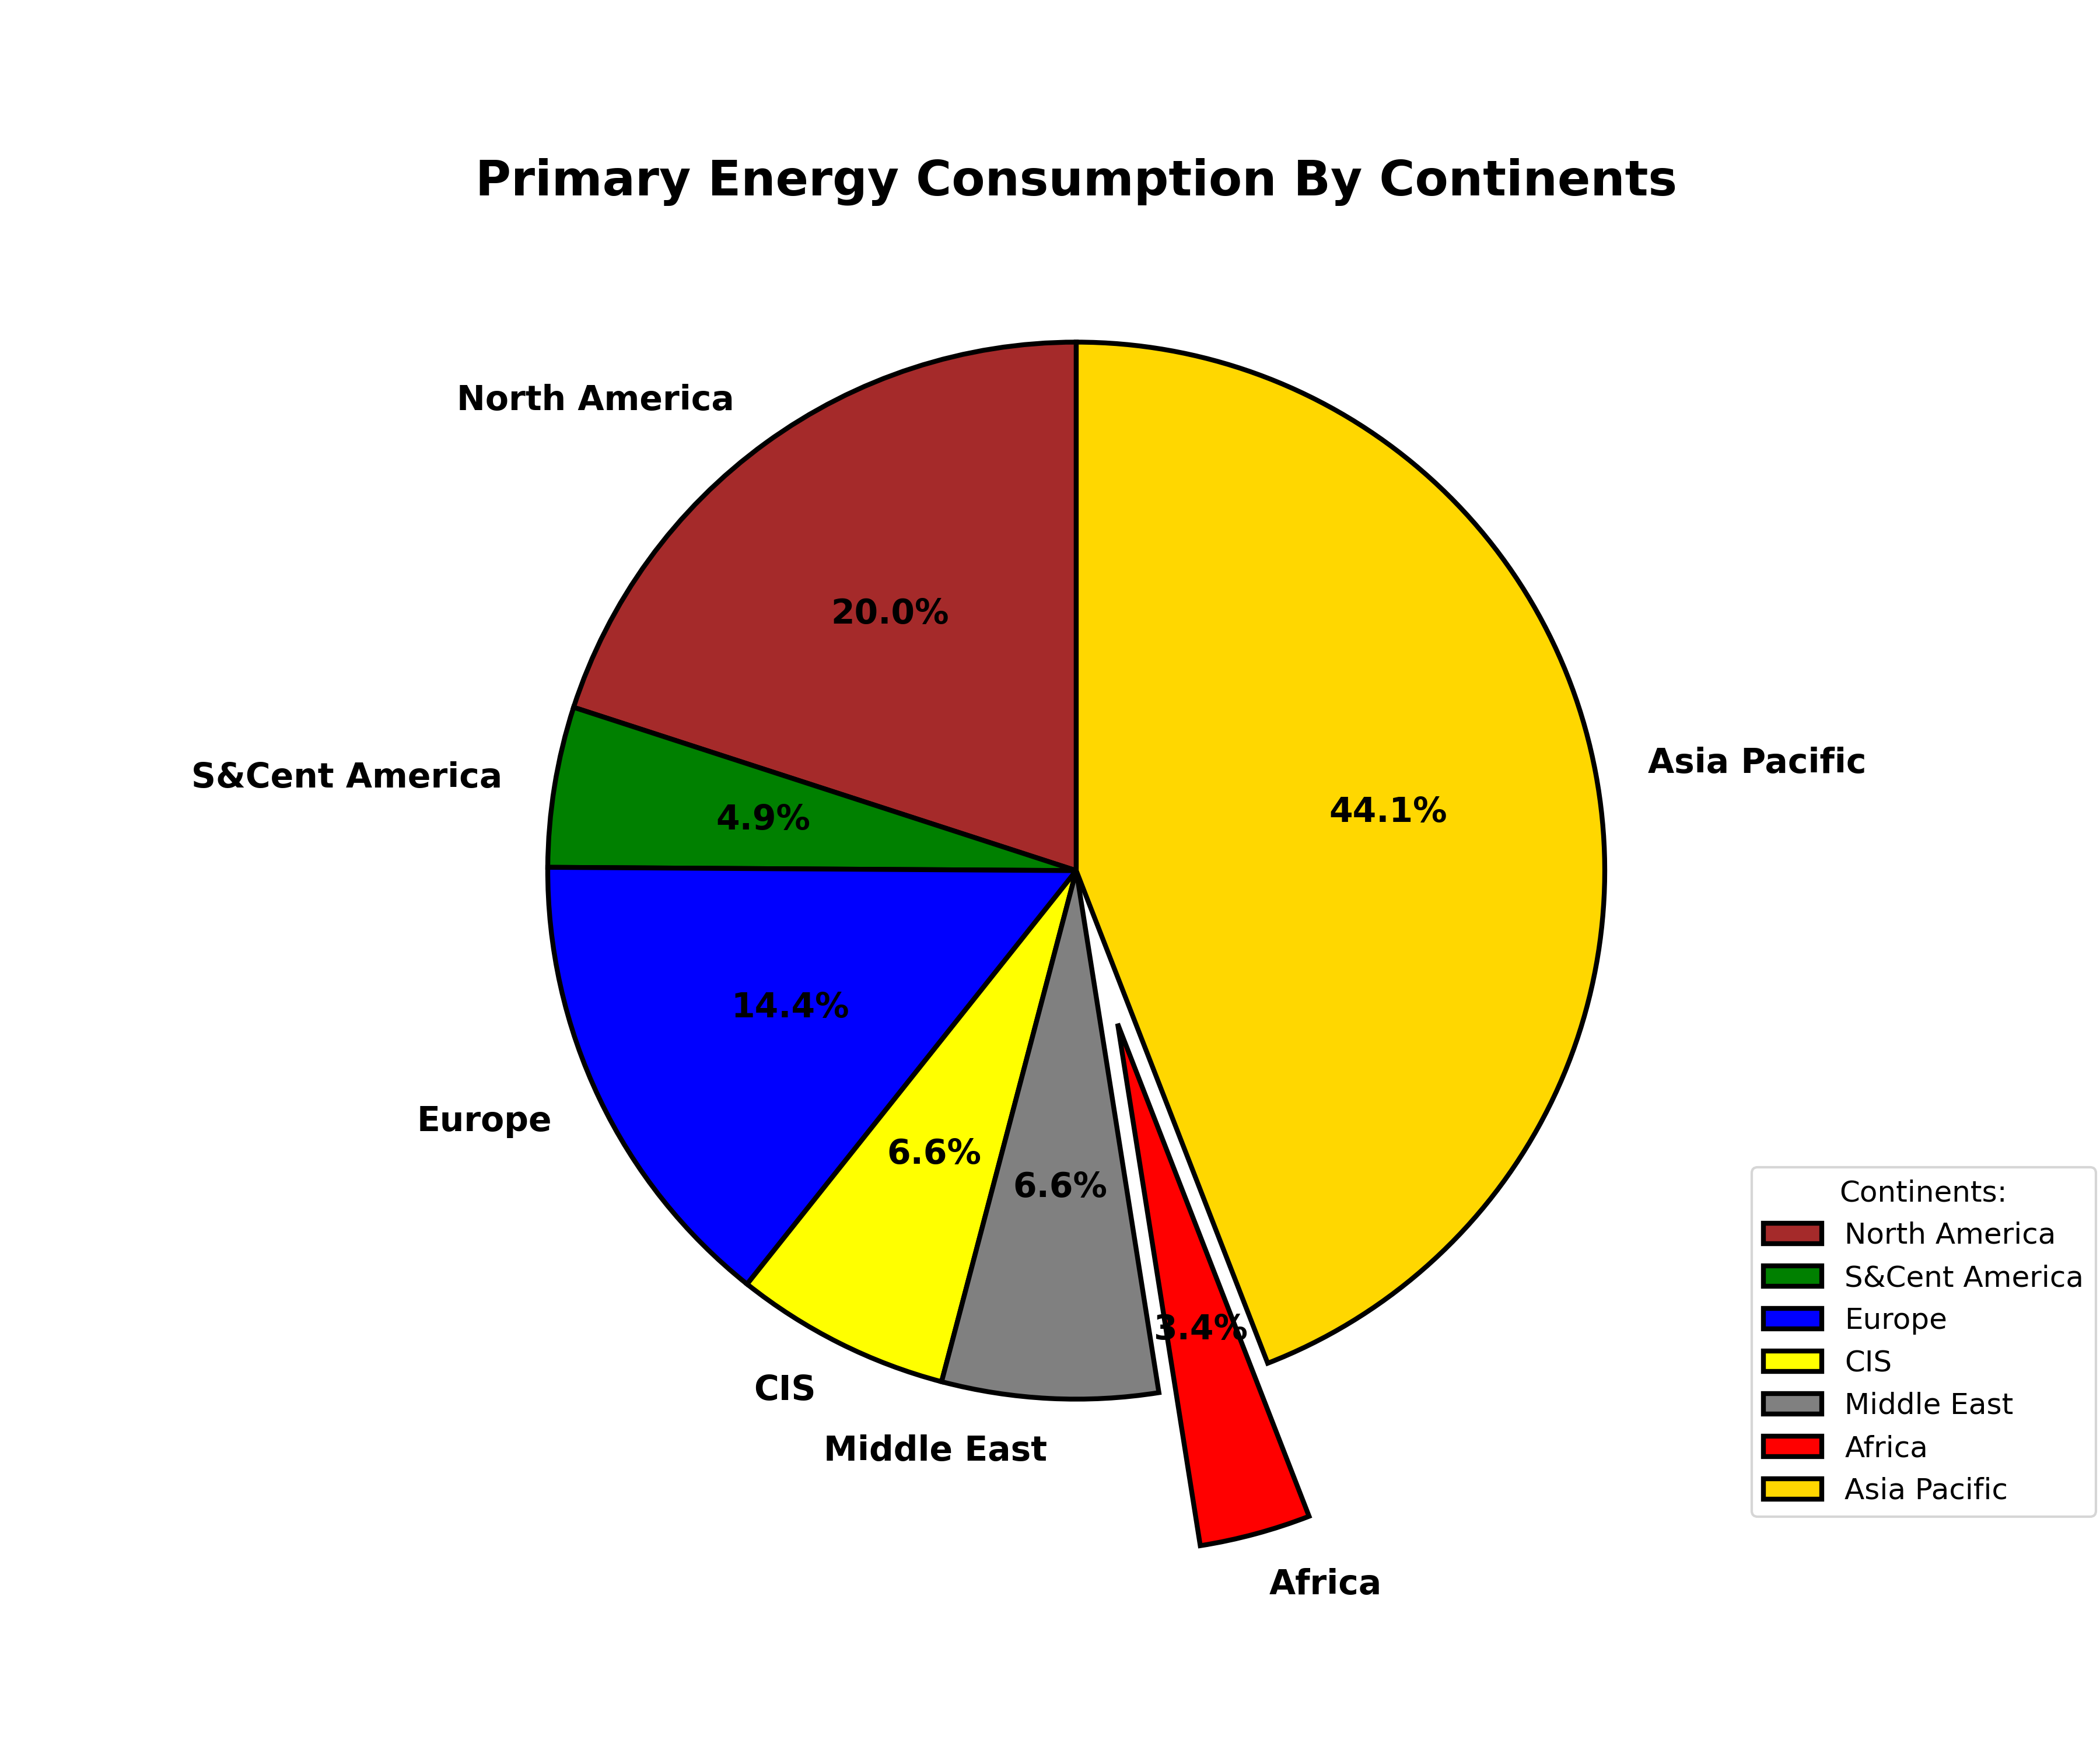 Primary Energy Consumption By Continents
North America
20.0%
Asia Pacific
44.1%
S&Cent America
4.9%
14.4%
Europe
6.6%
6.6%
3.4%
CIS
Middle East
Africa
Continents:
North America
S&Cent America
Europe
CIS
Middle East
Africa
Asia Pacific